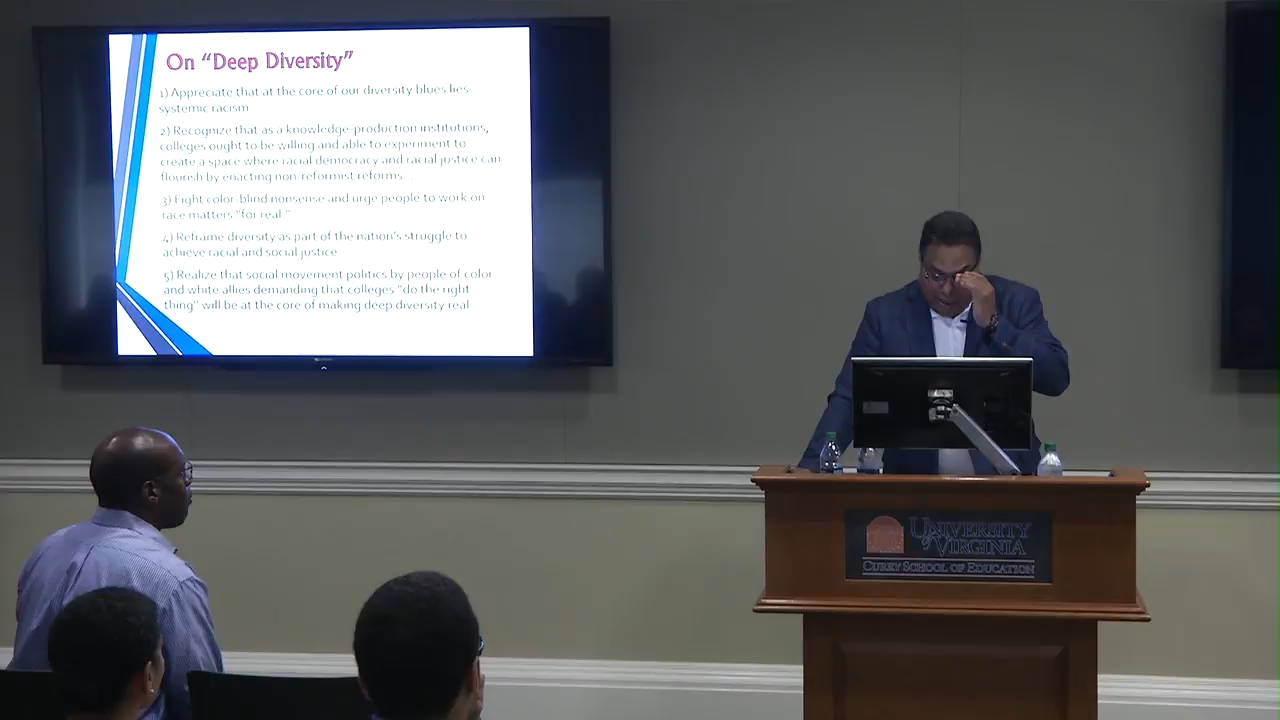 On “Deep Diversity”
1) Appreciate that at the core of our diversity blues lies
systemic racism
2) Recognize that as a knowledge-production institutions,
colleges ought to be willing and able to experiment to
create a space where racial democracy and racial justice can
flourish by enacting non-reformist reforms…
3) Fight color-blind nonsense and urge people to work on
race matters “for real.”
4) Reframe diversity as part of the nation’s struggle to
achieve racial and social justice
5) Realize that social movement politics by people of color
and white allies demanding that colleges “do the right
thing” will be at the core of making deep diversity real
UNIVERSITY
of VIRGINIA
CURRY SCHOOL OF EDUCATION